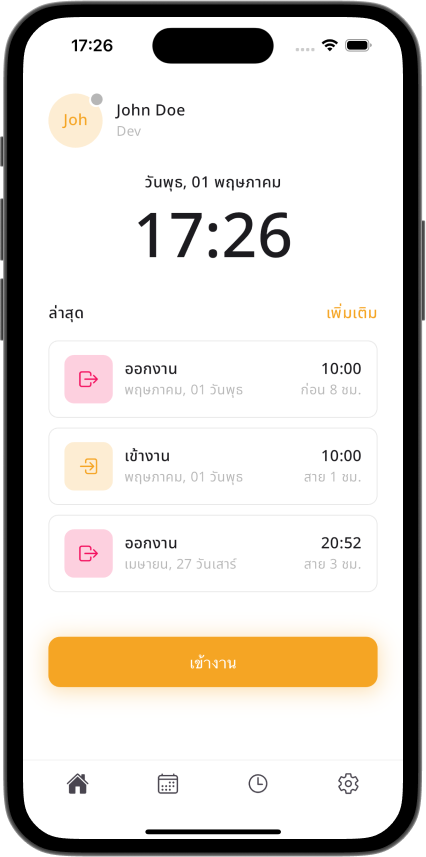 17:26
Joh
John Doe
Dev
วันพุธ, 01 พฤษภาคม
17:26
ล่าสุด เพิ่มเติม
ออกงาน 10:00
พฤษภาคม, 01 วันพุธ ก่อน 8 ชม.
เข้างาน 10:00
พฤษภาคม, 01 วันพุธ สาย 1 ชม.
ออกงาน 20:52
เมษายน, 27 วันเสาร์ สาย 3 ชม.
เข้างาน